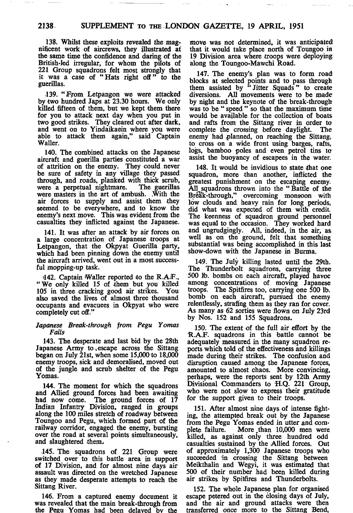 2138 SUPPLEMENT TO THE LONDON GAZETTE, 19 APRIL, 1951
138. Whilst these exploits revealed the mag-
nificent work of aircrews, they illustrated at
the same time the confidence and daring of the
British-led irregular, for whom the pilots of
221 Group squadrons felt most strongly that
it was a case of "Hats right off" to the
guerillas.
139. "From Letpangon we were attacked
by two hundred Japs at 23.30 hours. We only
killed fifteen of them, but we kept them there
for you to attack next day when you put in
two good strikes. They cleared out after dark,
and went on to Yindaikasin where you were
able to attack them again," said Captain
Waller.
140. The combined attacks on the Japanese
aircraft and guerilla parties constituted a war
of attrition on the enemy. They could never
be sure of safety in any village they passed
through, and roads, planked with thick scrub,
were a perpetual nightmare. The guerillas
were masters in the art of ambush. With the
air forces to supply and assist them they
seemed to be everywhere, and to know the
enemy's next move. This was evident from the
casualties they inflicted against the Japanese.
141. It was after an attack by air forces on
a large concentration of Japanese troops at
Letpangon, that the Okpyat Guerilla party,
which had been pinning down the enemy until
the aircraft arrived, went out in a most success-
ful mopping-up task.
142. Captain Waller reported to the R.A.F.,
"We only killed 15 of them but you killed
105 in three cracking good air strikes. You
also saved the lives of almost three thousand
occupants and evacuees in Okpyat who were
completely cut off."
Japanese Break-through from Pegu Yomas
Fails
143. The desperate and last bid by the 28th
Japanese Army to escape across the Sittang
began on July 21st, when some 15,000 to 18,000
enemy troops, sick and demoralised, moved out
of the jungle and scrub shelter of the Pegu
Yomas.
144. The moment for which the squadrons
and Allied ground forces had been awaiting
had now come. The ground forces of 17
Indian Infantry Division, ranged in groups
along the 100 miles stretch of roadway between
Toungoo and Pegu, which formed part of the
railway corridor, engaged the enemy, bursting
over the road at several points simultaneously,
and slaughtered them.
145. The squadrons of 221 Group were
switched over to this battle area in support
of 17 Division, and for almost nine days air
assault was directed on the wretched Japanese
as they made desperate attempts to reach the
Sittang River.
146. From a captured enemy document it
was revealed that the main break-through from
the Pegu Yomas had been delayed by the
move was not determined, it was anticipated
that it would take place north of Toungoo in
19 Division area where troops were deploying
along the Toungoo-Mawchi Road.
147. The enemy's plan was to form road
blocks at selected points and to pass through
them assisted by "Jitter Squads" to create
diversions. All movements were to be made
by night and the keynote of the break-through
was to be "speed" so that the maximum time
would be available for the collection of boats
and rafts from the Sittang river in order to
complete the crossing before daylight. The
enemy had planned, on reaching the Sittang,
to cross on a wide front using barges, rafts,
logs, bamboo poles and even petrol tins to
assist the buoyancy of escapees in the water.
148. It would be invidious to state that one
squadron, more than another, inflicted the
greatest punishment on the escaping enemy.
All squadrons thrown into the "Battle of the
Break-through," overcoming monsoon with
low clouds and heavy rain for long periods,
did what was expected of them with credit.
The keenness of squadron ground personnel
was equal to the occasion. They worked hard
and ungrudgingly. All, indeed, in the air, as
well as on the ground, felt that something
substantial was being accomplished in this last
show-down with the Japanese in Burma.
149. The July killing lasted until the 29th.
The Thunderbolt squadrons, carrying three
500 lb. bombs on each aircraft, played havoc
among concentrations of moving Japanese
troops. The Spitfires too, carrying one 500 lb.
bomb on each aircraft, pursued the enemy
relentlessly, strafing them as they ran for cover.
As many as 62 sorties were flown on July 23rd
by Nos. 152 and 155 Squadrons.
150. The extent of the full air effort by the
R.A.F. squadrons in this battle cannot be
adequately measured in the many squadron re-
ports which told of the effectiveness and killings
made during their strikes. The confusion and
disruption caused among the Japanese forces,
amounted to almost chaos. More convincing,
perhaps, were the reports sent by 12th Army
Divisional Commanders to H.Q. 221 Group,
who were not slow to express their gratitude
for the support given to their troops.
151. After almost nine days of intense fight-
ing, the attempted break out by the Japanese
from the Pegu Yomas ended in utter and com-
plete failure. More than 10,000 men were
killed, as against only three hundred odd
casualties sustained by the Allied forces. Out
of approximately 1,300 Japanese troops who
succeeded in crossing the Sittang between
Meikthalin and Wegyi, it was estimated that
500 of their number had been killed during
air strikes by Spitfires and Thunderbolts.
152. The whole Japanese plan for organised
escape petered out in the closing days of July,
and the air and ground attacks were then
transferred once more to the Sittang Bend,